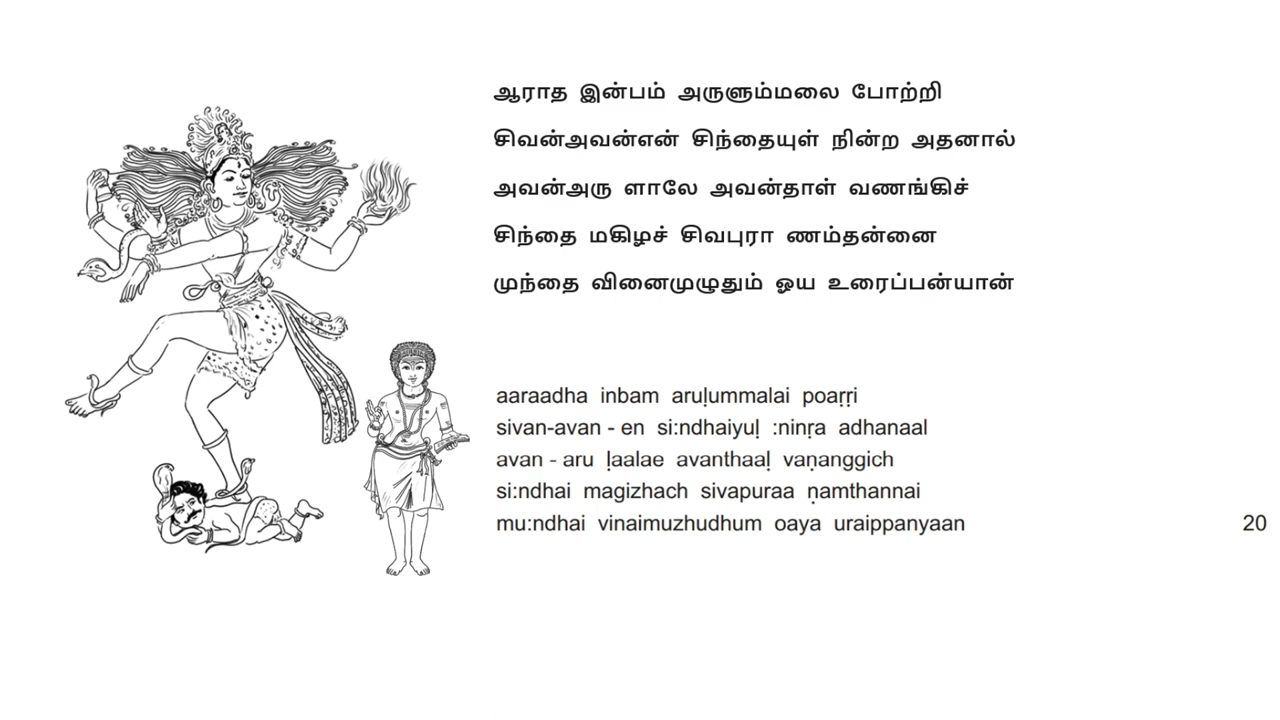 ஆராத இன்பம் அருளும்மலை போற்றி
சிவன்அவன்என் சிந்தையுள் நின்ற அதனால்
அவன்அரு ளாலே அவன்தாள் வணங்கிச்
சிந்தை மகிழச் சிவபுரா ணம்தன்னை
முந்தை வினைமுழுதும் ஓய உரைப்பன்யான்
aaraadha inbam aruḷummalai poaṛṛi
sivan-avan - en si:ndhaiyuḷ :ninṛa adhanaal
avan - aru ḷaalae avanthaaḷ vaṇanggich
si:ndhai magizhach sivapuraa ṇamthannai
mu:ndhai vinaimuzhudhum oaya uraippanyaan 20